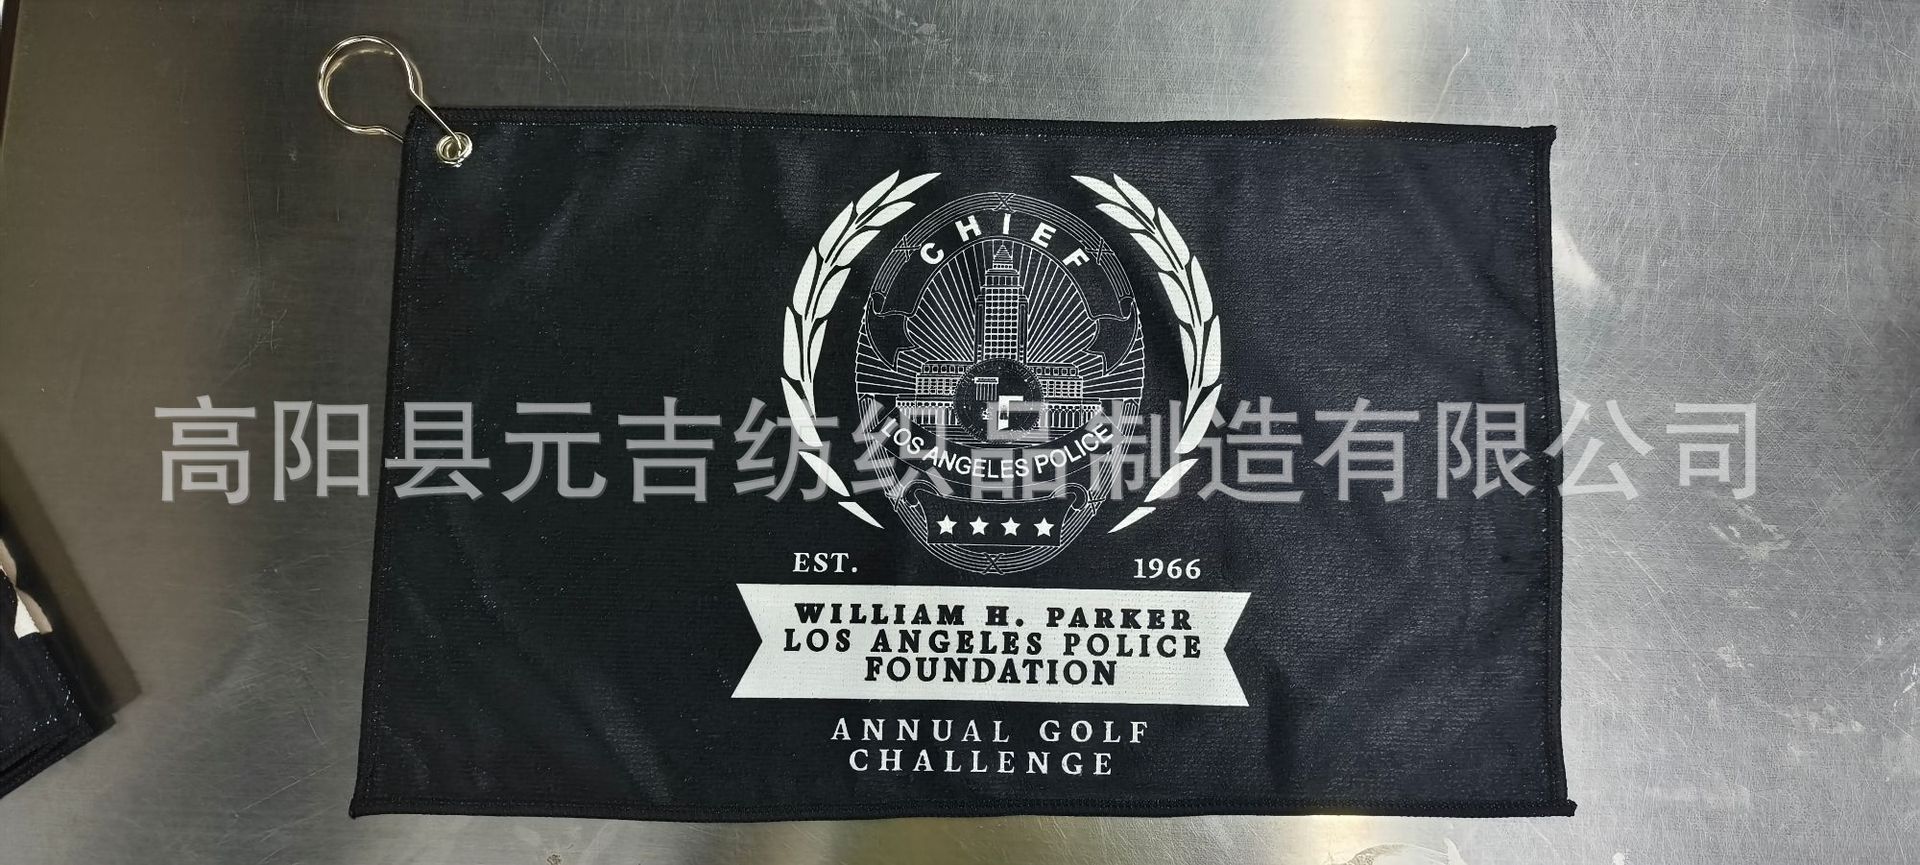 CHIEF
LOS ANGELES POLICE
高阳县元吉纺织品制造有限公司
EST. 1966
WILLIAM H. PARKER
LOS ANGELES POLICE
FOUNDATION
ANNUAL GOLF
CHALLENGE